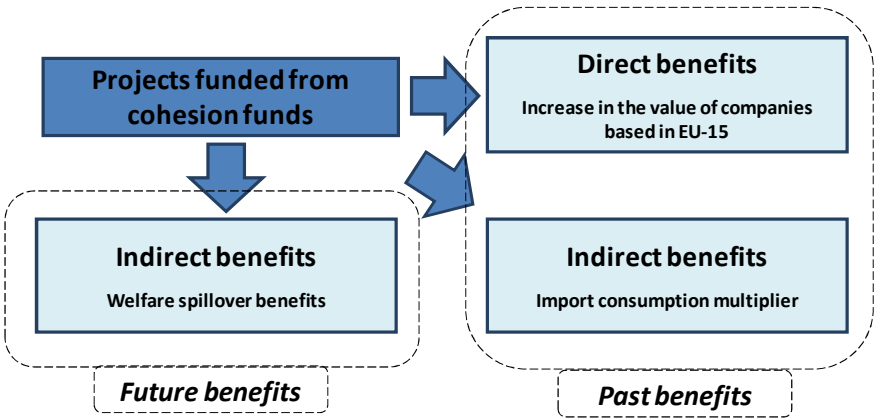 Projects funded from
cohesion funds
Direct benefits
Increase in the value of companies
based in EU-15
Indirect benefits
Welfare spillover benefits
Indirect benefits
Import consumption multiplier
Future benefits
Past benefits